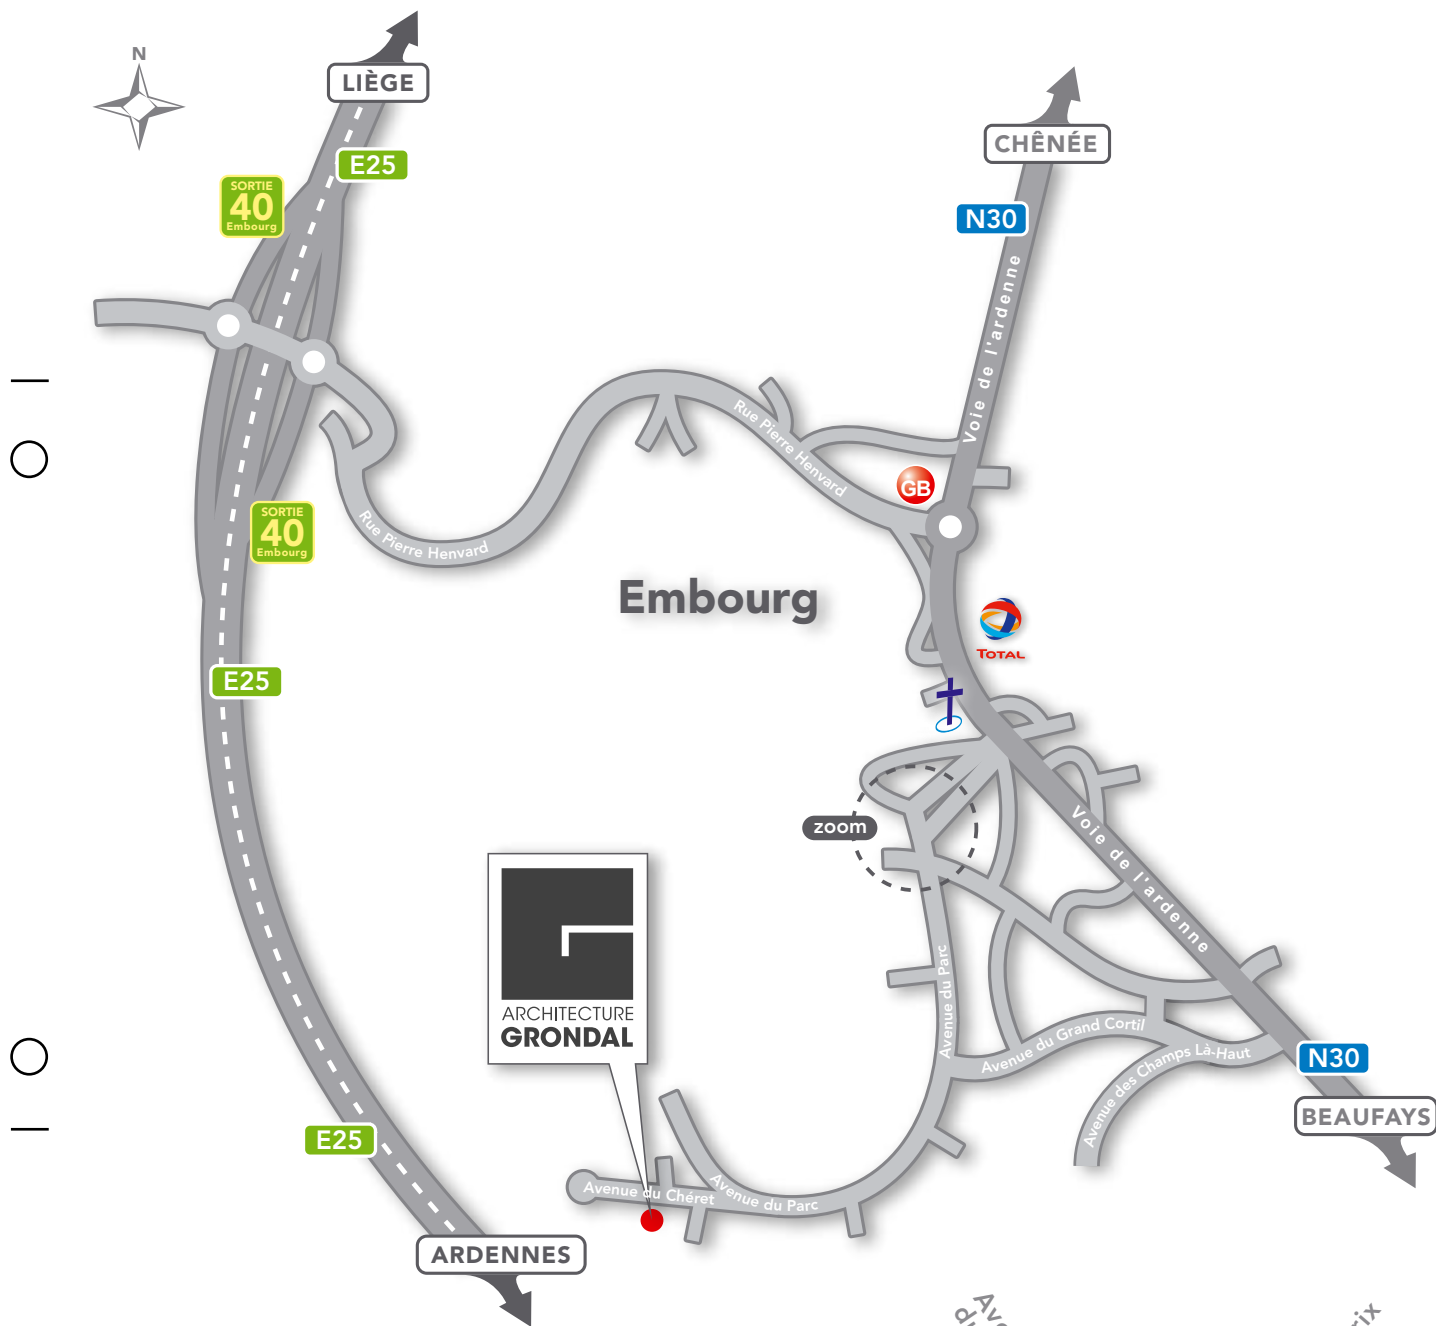 N
LIÈGE
CHÊNÉE
E25
SORTIE
40
Embourg
N30
Voie de l'ardenne
Rue Pierre Henvard
GB
SORTIE
40
Embourg
Rue Pierre Henvard
Embourg
TOTAL
E25
zoom
Voie de l'ardenne
ARCHITECTURE
GRONDAL
Avenue du Parc
Avenue du Grand Cortil
Avenue des Champs Là-Haut
N30
BEAUFAYS
E25
Avenue du Chéret
Avenue du Parc
ARDENNES